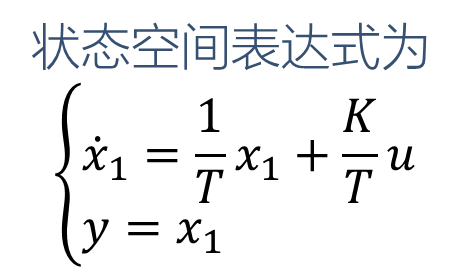 状态空间表达式为
ẋ₁ = 1/T x₁ + K/T u
y = x₁